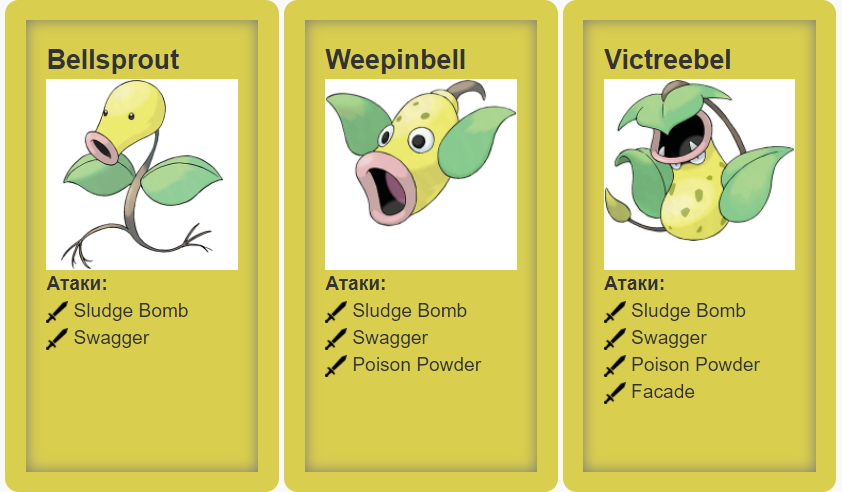 Bellsprout
Атаки:
Sludge Bomb
Swagger
Weepinbell
Атаки:
Sludge Bomb
Swagger
Poison Powder
Victreebel
Атаки:
Sludge Bomb
Swagger
Poison Powder
Facade